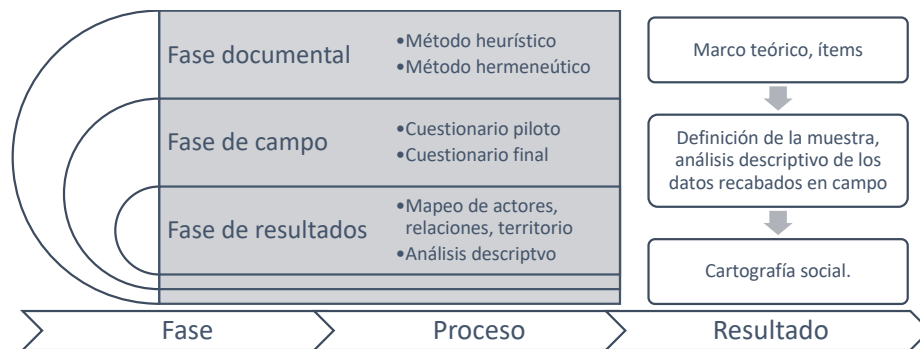 Fase documental
•Método heurístico
•Método hermeneútico
Marco teórico, ítems
Fase de campo
•Cuestionario piloto
•Cuestionario final
Definición de la muestra,
análisis descriptivo de los
datos recabados en campo
Fase de resultados
•Mapeo de actores,
relaciones, territorio
•Análisis descriptvo
Cartografía social.
Fase
Proceso
Resultado